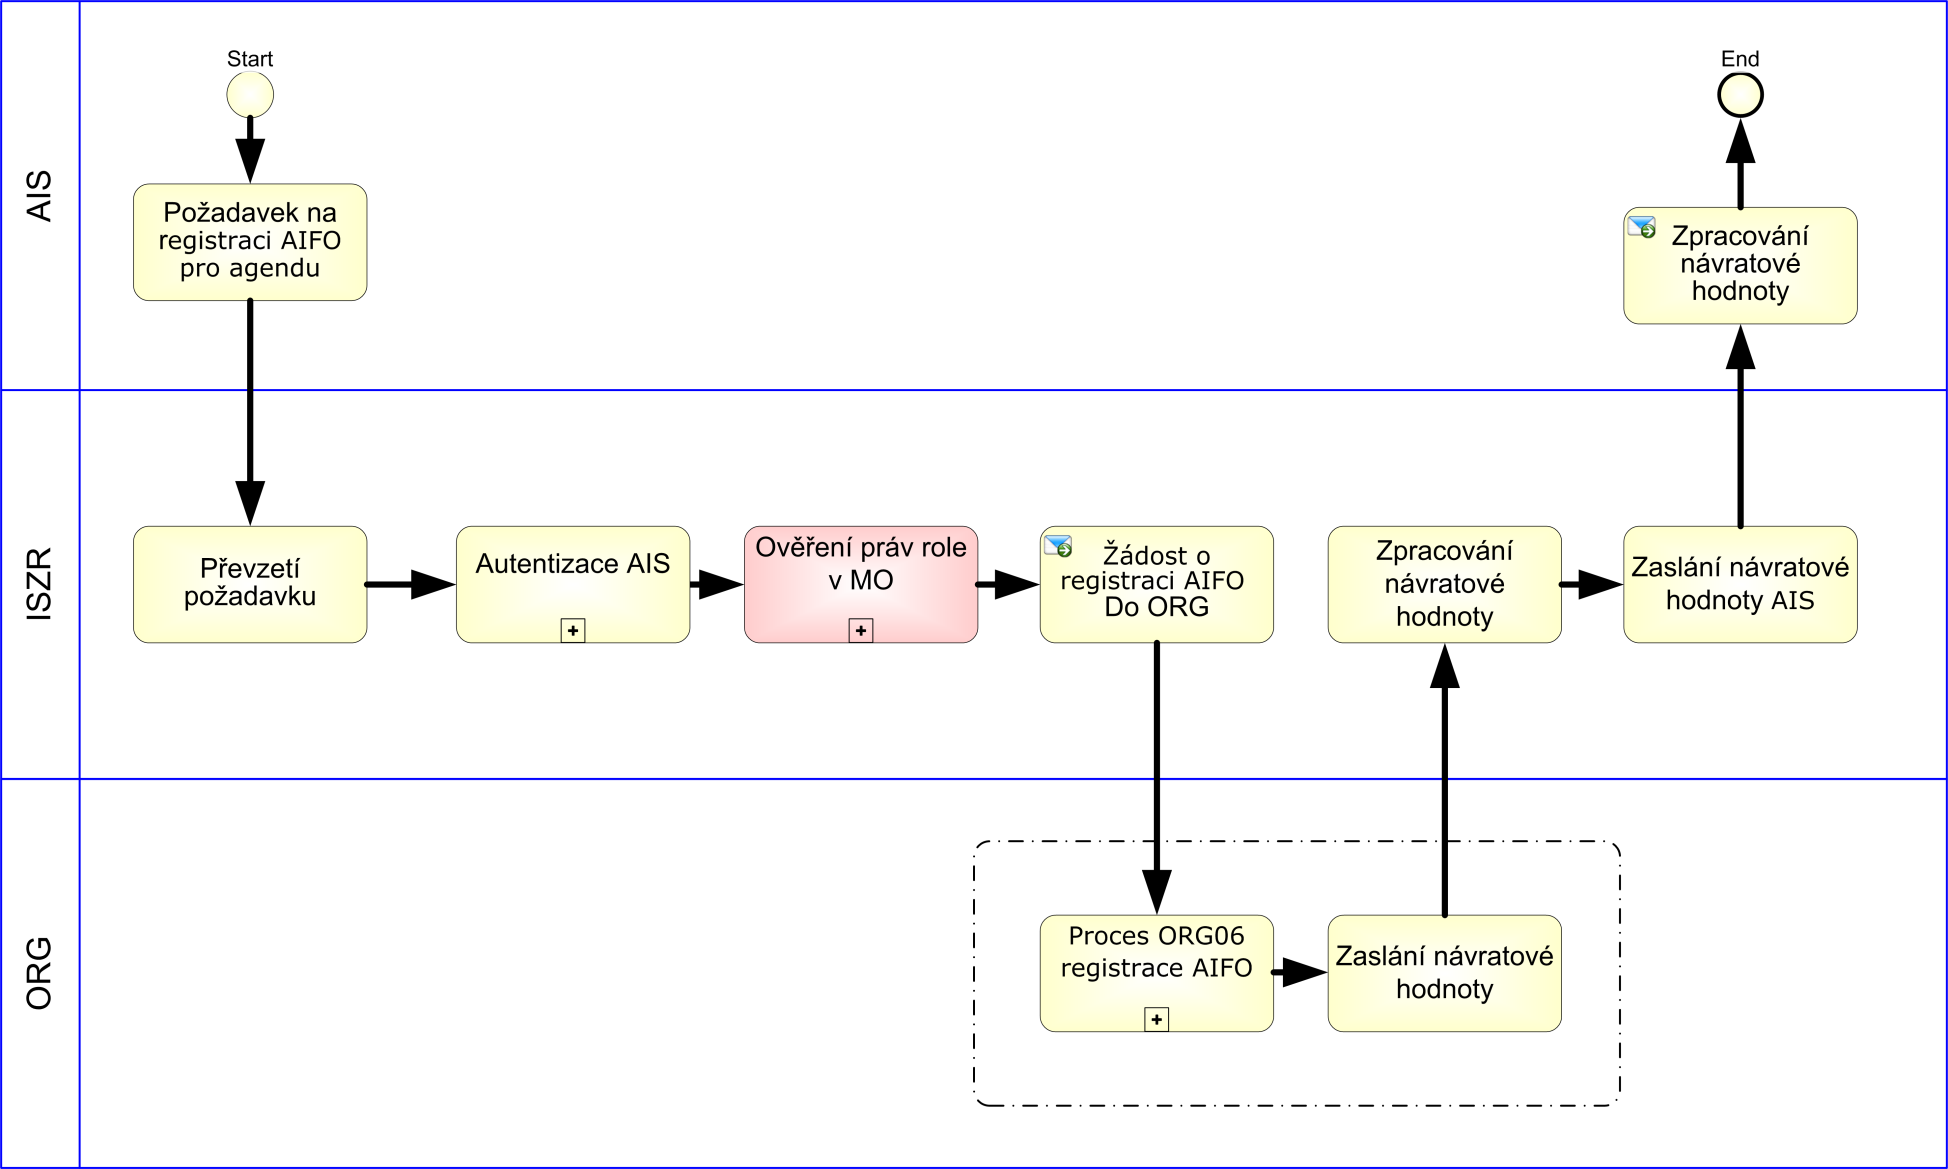 AIS
Start
End
Požadavek na
registraci AIFO
pro agendu
Zpracování
návratové
hodnoty
ISZR
Převzetí
požadavku
Autentizace AIS
Ověření práv role
v MO
Žádost o
registraci AIFO
Do ORG
Zpracování
návratové
hodnoty
Zaslání návratové
hodnoty AIS
ORG
Proces ORG06
registrace AIFO
Zaslání návratové
hodnoty